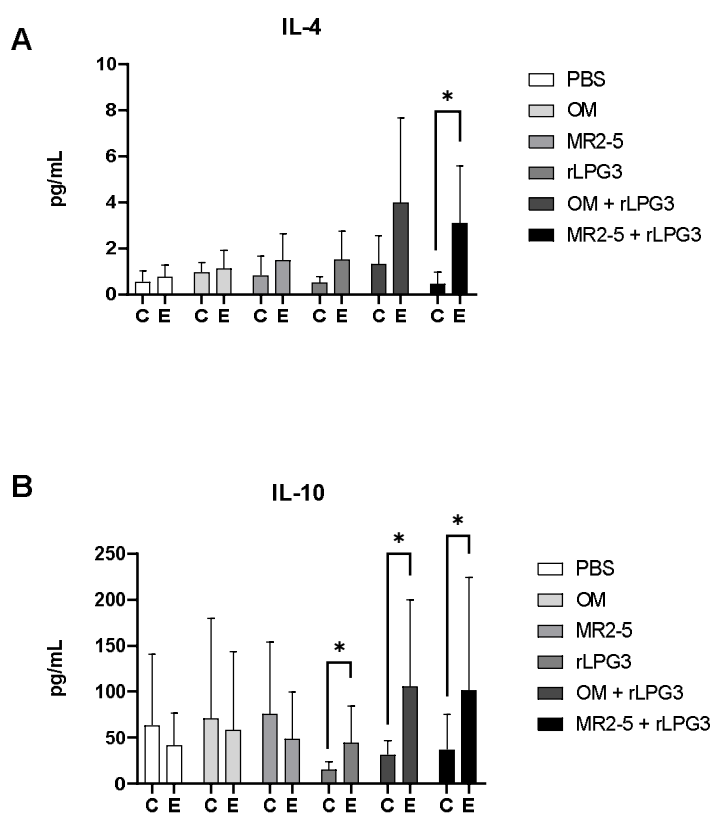 A
IL-4
pg/mL
10
8
6
4
2
0
C E C E C E C E C E C E
*
PBS
OM
MR2-5
rLPG3
OM + rLPG3
MR2-5 + rLPG3
B
IL-10
pg/mL
250
200
150
100
50
0
C E C E C E C E C E C E
* * *
PBS
OM
MR2-5
rLPG3
OM + rLPG3
MR2-5 + rLPG3